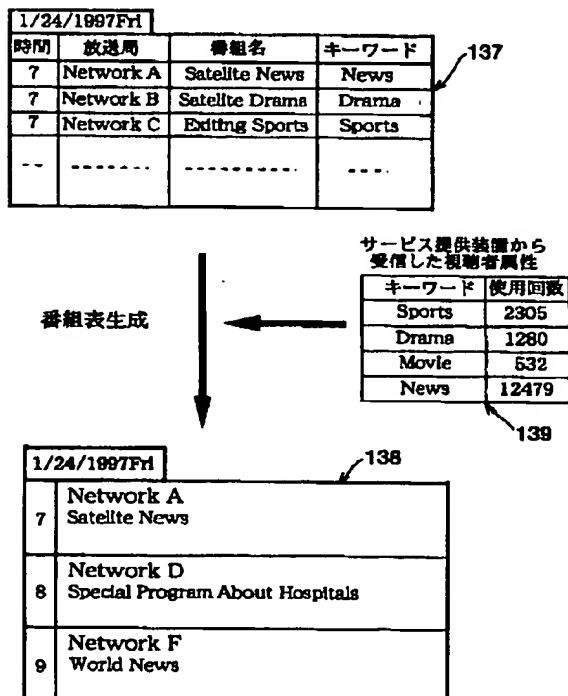 1/24/1997Fri
時間 放送局 番組名 キーワード
7 Network A Satelite News News
7 Network B Satelite Drama Drama
7 Network C Exiting Sports Sports
137
サービス提供装置から
受信した視聴者属性
キーワード 使用回数
Sports 2305
Drama 1280
Movie 532
News 12479
139
番組表生成
1/24/1997Fri
138
7 Network A
Satelite News
8 Network D
Special Program About Hospitals
9 Network F
World News